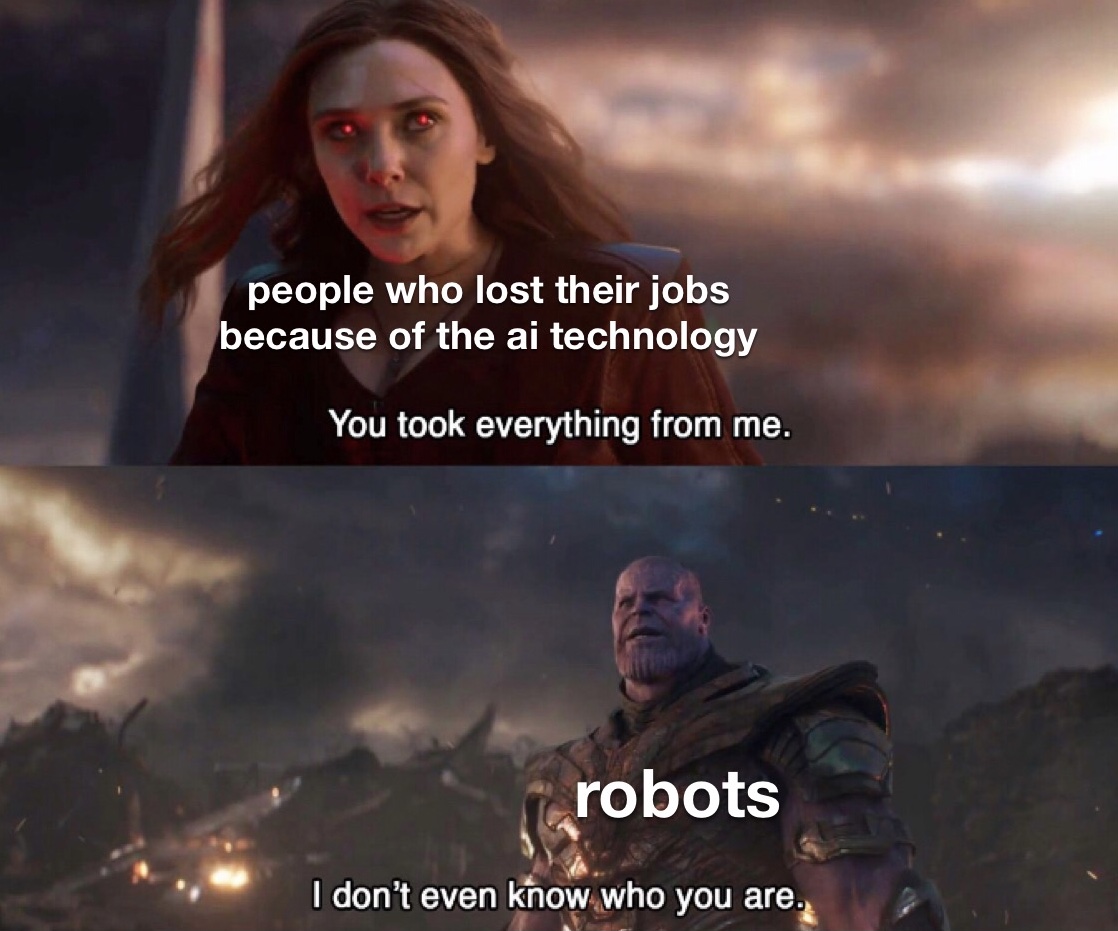 people who lost their jobs
because of the ai technology
You took everything from me.
robots
I don't even know who you are.